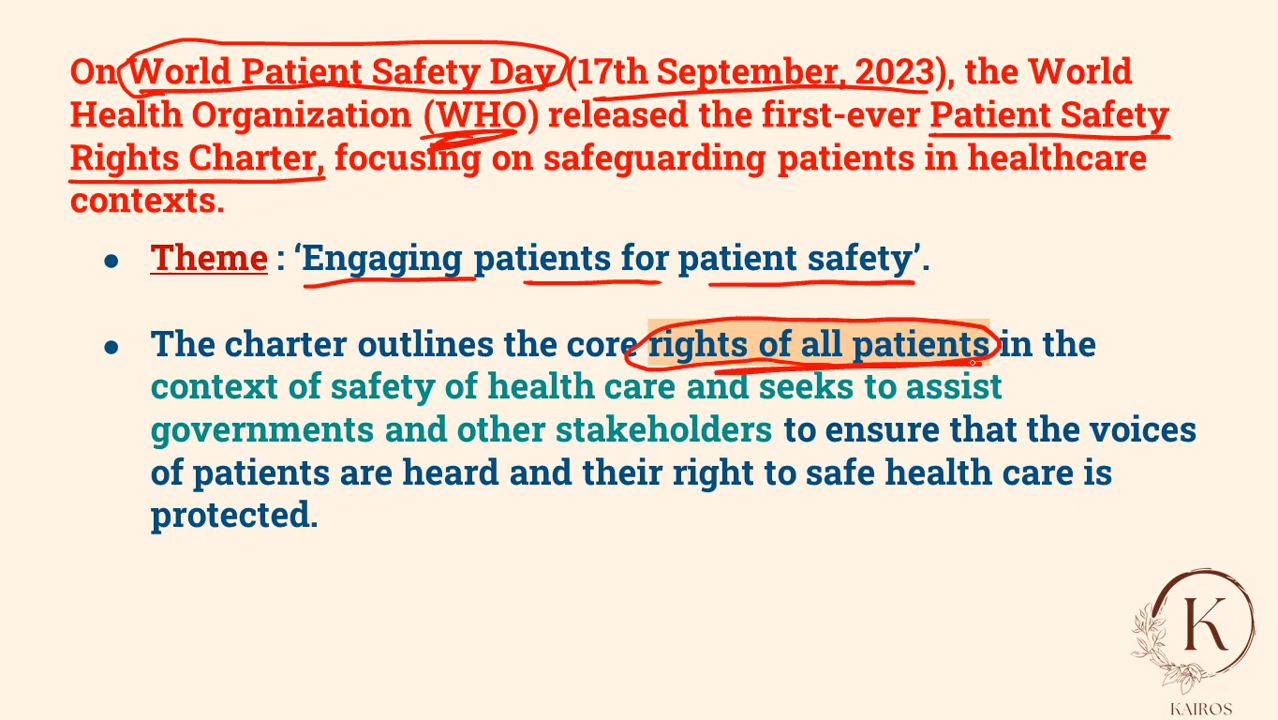 On World Patient Safety Day (17th September, 2023), the World
Health Organization (WHO) released the first-ever Patient Safety
Rights Charter, focusing on safeguarding patients in healthcare
contexts.
● Theme : ‘Engaging patients for patient safety’.
● The charter outlines the core rights of all patients in the
context of safety of health care and seeks to assist
governments and other stakeholders to ensure that the voices
of patients are heard and their right to safe health care is
protected.
K
KAIROS